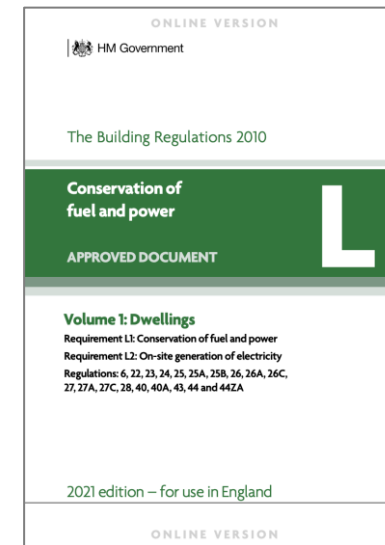 ONLINE VERSION
HM Government
The Building Regulations 2010
Conservation of
fuel and power
L
APPROVED DOCUMENT
Volume 1: Dwellings
Requirement L1: Conservation of fuel and power
Requirement L2: On-site generation of electricity
Regulations: 6, 22, 23, 24, 25, 25A, 25B, 26, 26A, 26C,
27, 27A, 27C, 28, 40, 40A, 43, 44 and 44ZA
2021 edition – for use in England
ONLINE VERSION